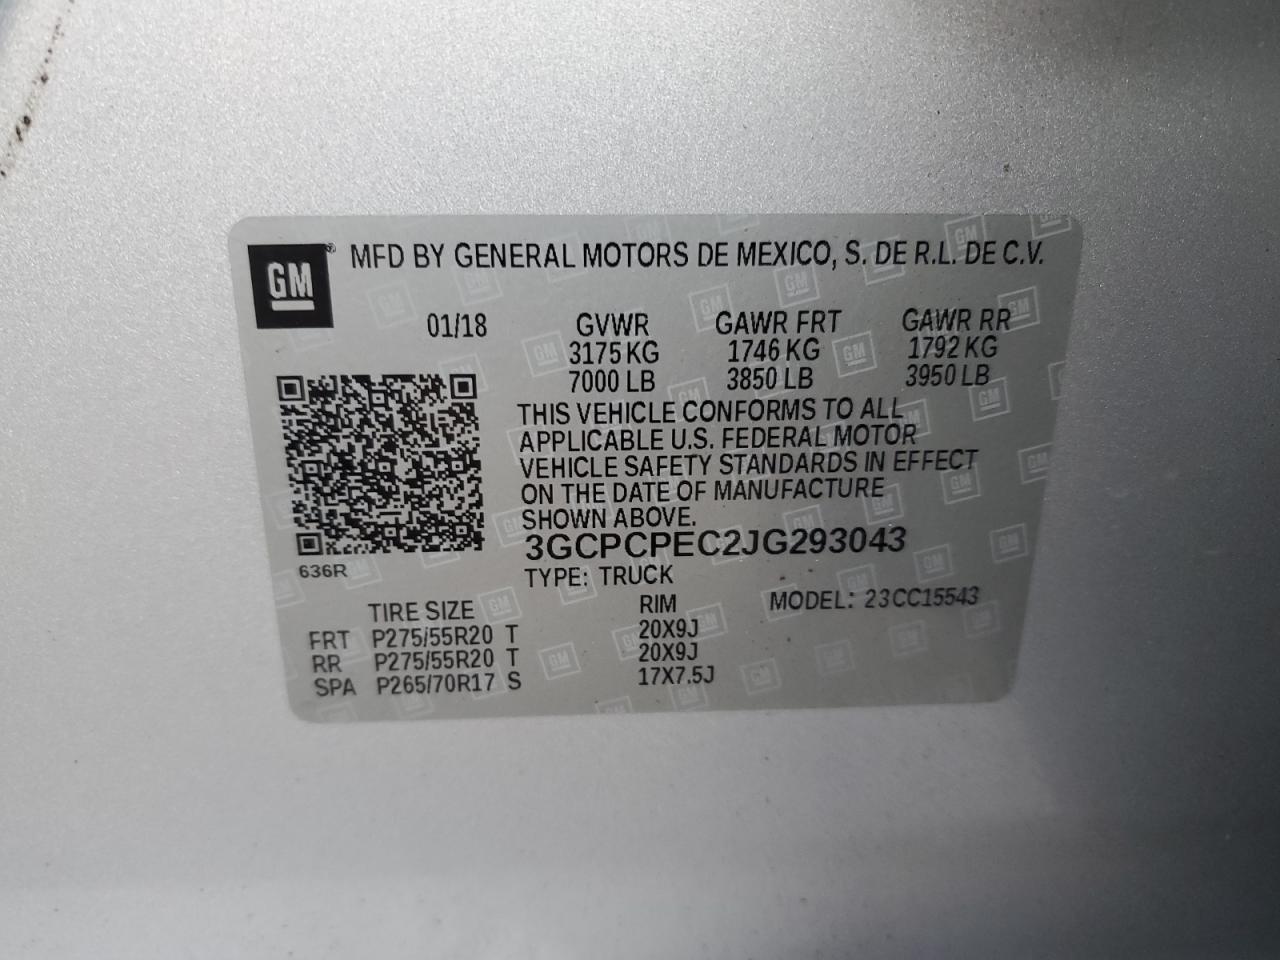 GM® MFD BY GENERAL MOTORS DE MEXICO, S. DE R.L. DE C.V.
01/18 GVWR GAWR FRT GAWR RR
3175 KG 1746 KG 1792 KG
7000 LB 3850 LB 3950 LB
THIS VEHICLE CONFORMS TO ALL
APPLICABLE U.S. FEDERAL MOTOR
VEHICLE SAFETY STANDARDS IN EFFECT
ON THE DATE OF MANUFACTURE
SHOWN ABOVE.
3GCPCPEC2JG293043
636R
TYPE: TRUCK
TIRE SIZE RIM MODEL: 23CC15543
FRT P275/55R20 T 20X9J
RR P275/55R20 T 20X9J
SPA P265/70R17 S 17X7.5J